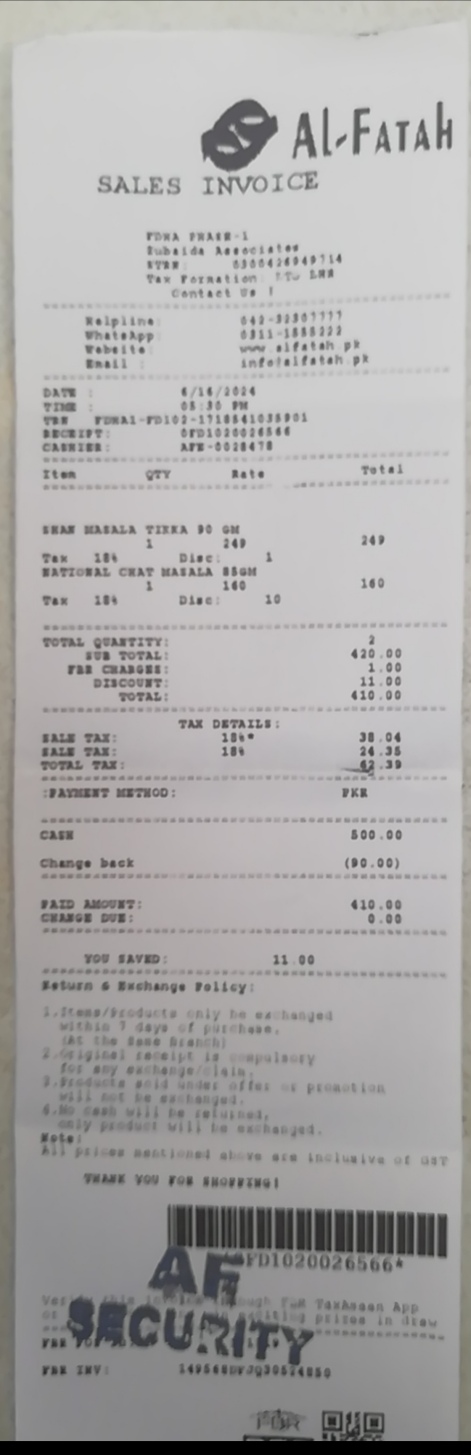 AL-FATAH
SALES INVOICE
FDHA PHASE-1
Zubaida Associates
STRN: 0300426949714
Tax Formation: RTO LHR
Contact Us !
Helpline: 042-32307777
WhatsApp: 0311-1888222
Website: www.alfatah.pk
Email : info@alfatah.pk
DATE : 6/16/2024
TIME : 05:30 PM
TRN FDHA1-FD102-1718541035901
RECEIPT: 0FD1020026566
CASHIER: AFE-0028478
Item QTY Rate Total
SHAN MASALA TIKKA 90 GM
1 249 249
Tax 18% Disc: 1
NATIONAL CHAT MASALA 85GM
1 160 160
Tax 18% Disc: 10
TOTAL QUANTITY: 2
SUB TOTAL: 420.00
FBR CHARGES: 1.00
DISCOUNT: 11.00
TOTAL: 410.00
TAX DETAILS:
SALE TAX: 18%* 38.04
SALE TAX: 18% 24.35
TOTAL TAX: 62.39
:PAYMENT METHOD: PKR
CASH 500.00
Change back (90.00)
PAID AMOUNT: 410.00
CHANGE DUE: 0.00
YOU SAVED: 11.00
Return & Exchange Policy:
1.Items/Products only be exchanged
within 7 days of purchase.
(At the Same Branch)
2.Original receipt is compulsory
for any exchange/claim.
3.Products sold under offer or promotion
will not be exchanged.
4.No cash will be returned,
only product will be exchanged.
Note:
All prices mentioned above are inclusive of GST
THANK YOU FOR SHOPPING!
FD1020026566*
AF
SECURITY
Verify this invoice through FBR TaxAsaan App
or exciting prizes in draw
FBR POS
FBR INV:
FBR